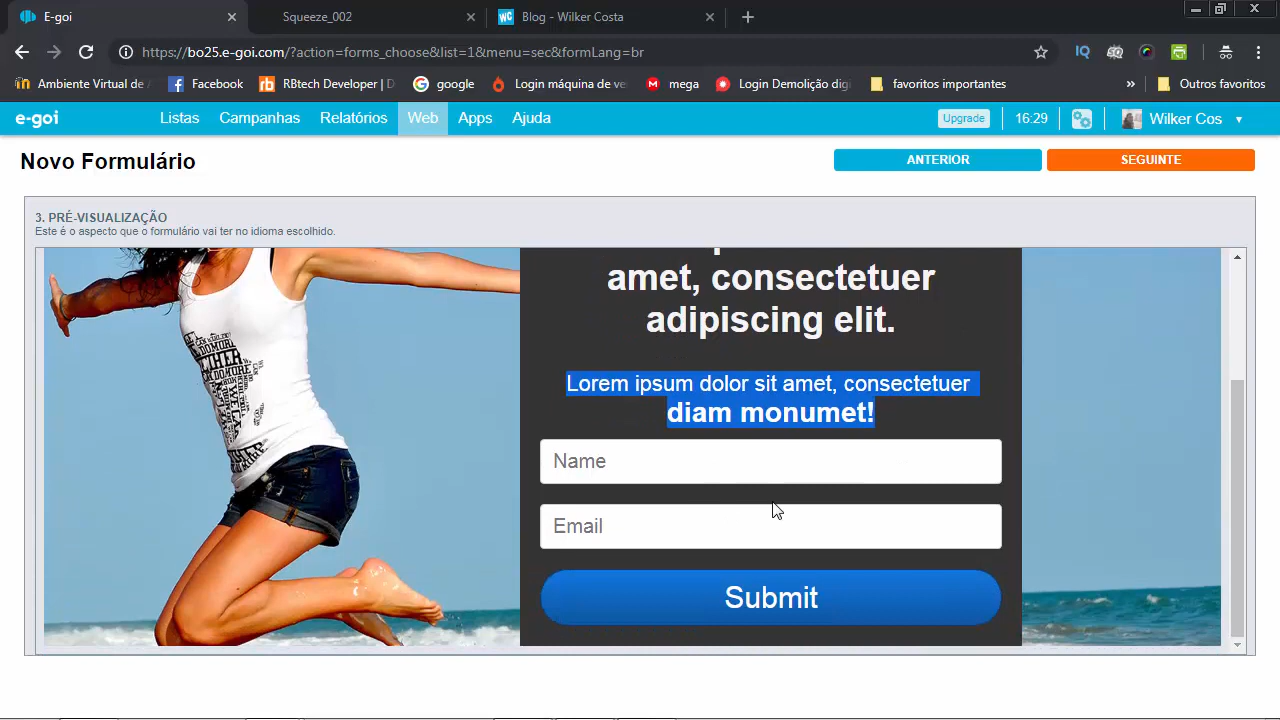 E-goi
Squeeze_002
Blog - Wilker Costa
https://bo25.e-goi.com/?action=forms_choose&list=1&menu=sec&formLang=br
Ambiente Virtual de
Facebook
RBtech Developer | D
google
Login máquina de ve
mega
Login Demolição digi
favoritos importantes
»
Outros favoritos
e-goi
Listas
Campanhas
Relatórios
Web
Apps
Ajuda
Upgrade
16:29
Wilker Cos
Novo Formulário
ANTERIOR
SEGUINTE
3. PRÉ-VISUALIZAÇÃO
Este é o aspecto que o formulário vai ter no idioma escolhido.
amet, consectetuer
adipiscing elit.
Lorem ipsum dolor sit amet, consectetuer
diam monumet!
Name
Email
Submit